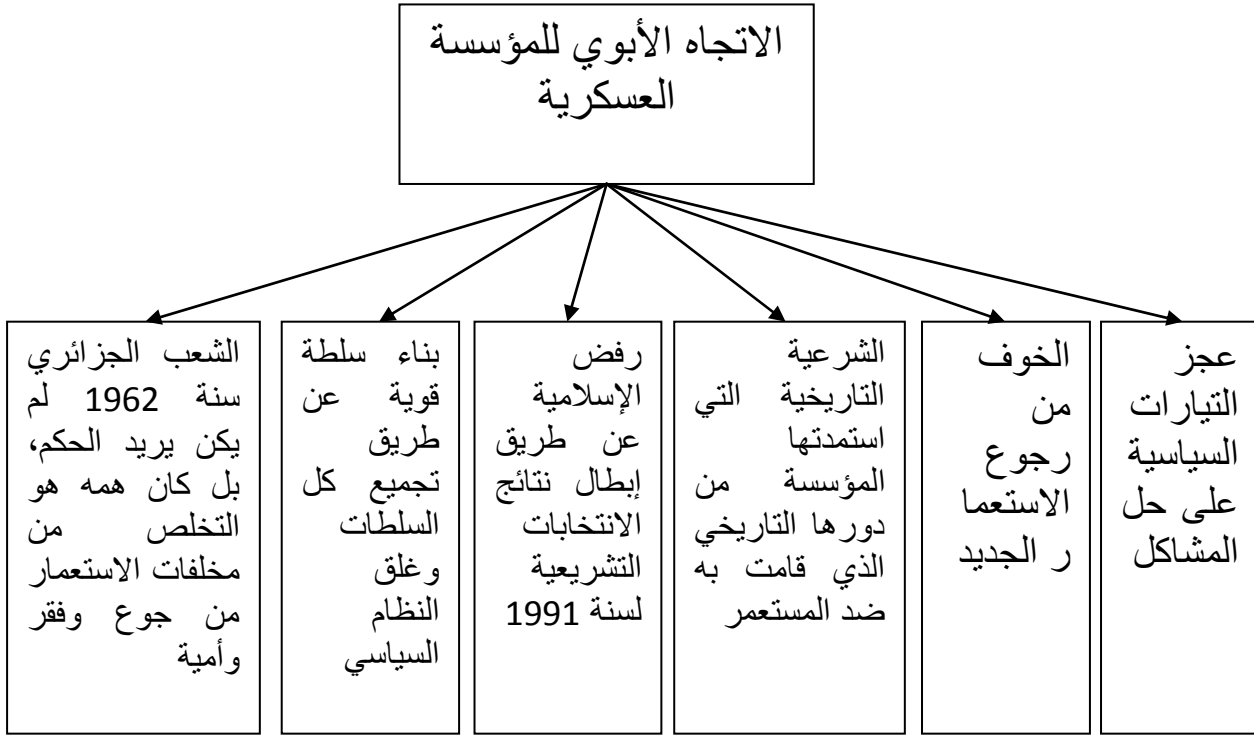 الاتجاه الأبوي للمؤسسة
العسكرية
عجز
التيارات
السياسية
على حل
المشاكل
الخوف
من
رجوع
الاستعما
ر الجديد
الشرعية
التاريخية التي
استمدتها
المؤسسة من
دورها التاريخي
الذي قامت به
ضد المستعمر
رفض
الإسلامية
عن طريق
إبطال نتائج
الانتخابات
التشريعية
لسنة 1991
بناء سلطة
قوية عن
طريق
تجميع كل
السلطات
وغلق
النظام
السياسي
الشعب الجزائري
سنة 1962 لم
يكن يريد الحكم،
بل كان همه هو
التخلص من
مخلفات الاستعمار
من جوع وفقر
وأمية